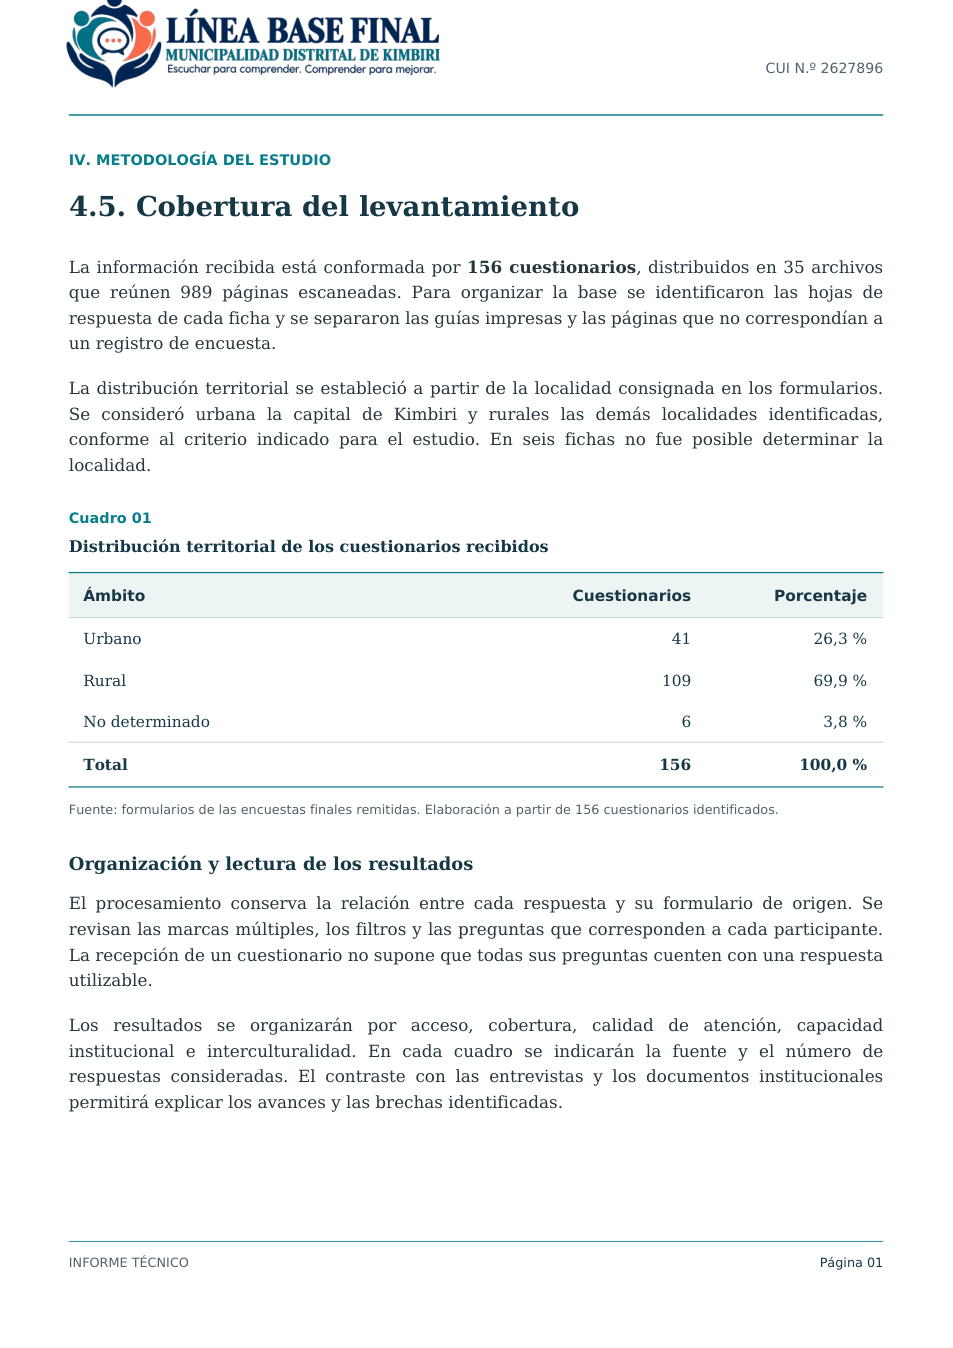 LÍNEA BASE FINAL
MUNICIPALIDAD DISTRITAL DE KIMBIRI
Escuchar para comprender. Comprender para mejorar.
CUI N.º 2627896
IV. METODOLOGÍA DEL ESTUDIO
4.5. Cobertura del levantamiento
La información recibida está conformada por 156 cuestionarios, distribuidos en 35 archivos
que reúnen 989 páginas escaneadas. Para organizar la base se identificaron las hojas de
respuesta de cada ficha y se separaron las guías impresas y las páginas que no correspondían a
un registro de encuesta.
La distribución territorial se estableció a partir de la localidad consignada en los formularios.
Se consideró urbana la capital de Kimbiri y rurales las demás localidades identificadas,
conforme al criterio indicado para el estudio. En seis fichas no fue posible determinar la
localidad.
Cuadro 01
Distribución territorial de los cuestionarios recibidos
Ámbito Cuestionarios Porcentaje
Urbano 41 26,3 %
Rural 109 69,9 %
No determinado 6 3,8 %
Total 156 100,0 %
Fuente: formularios de las encuestas finales remitidas. Elaboración a partir de 156 cuestionarios identificados.
Organización y lectura de los resultados
El procesamiento conserva la relación entre cada respuesta y su formulario de origen. Se
revisan las marcas múltiples, los filtros y las preguntas que corresponden a cada participante.
La recepción de un cuestionario no supone que todas sus preguntas cuenten con una respuesta
utilizable.
Los resultados se organizarán por acceso, cobertura, calidad de atención, capacidad
institucional e interculturalidad. En cada cuadro se indicarán la fuente y el número de
respuestas consideradas. El contraste con las entrevistas y los documentos institucionales
permitirá explicar los avances y las brechas identificadas.
INFORME TÉCNICO
Página 01